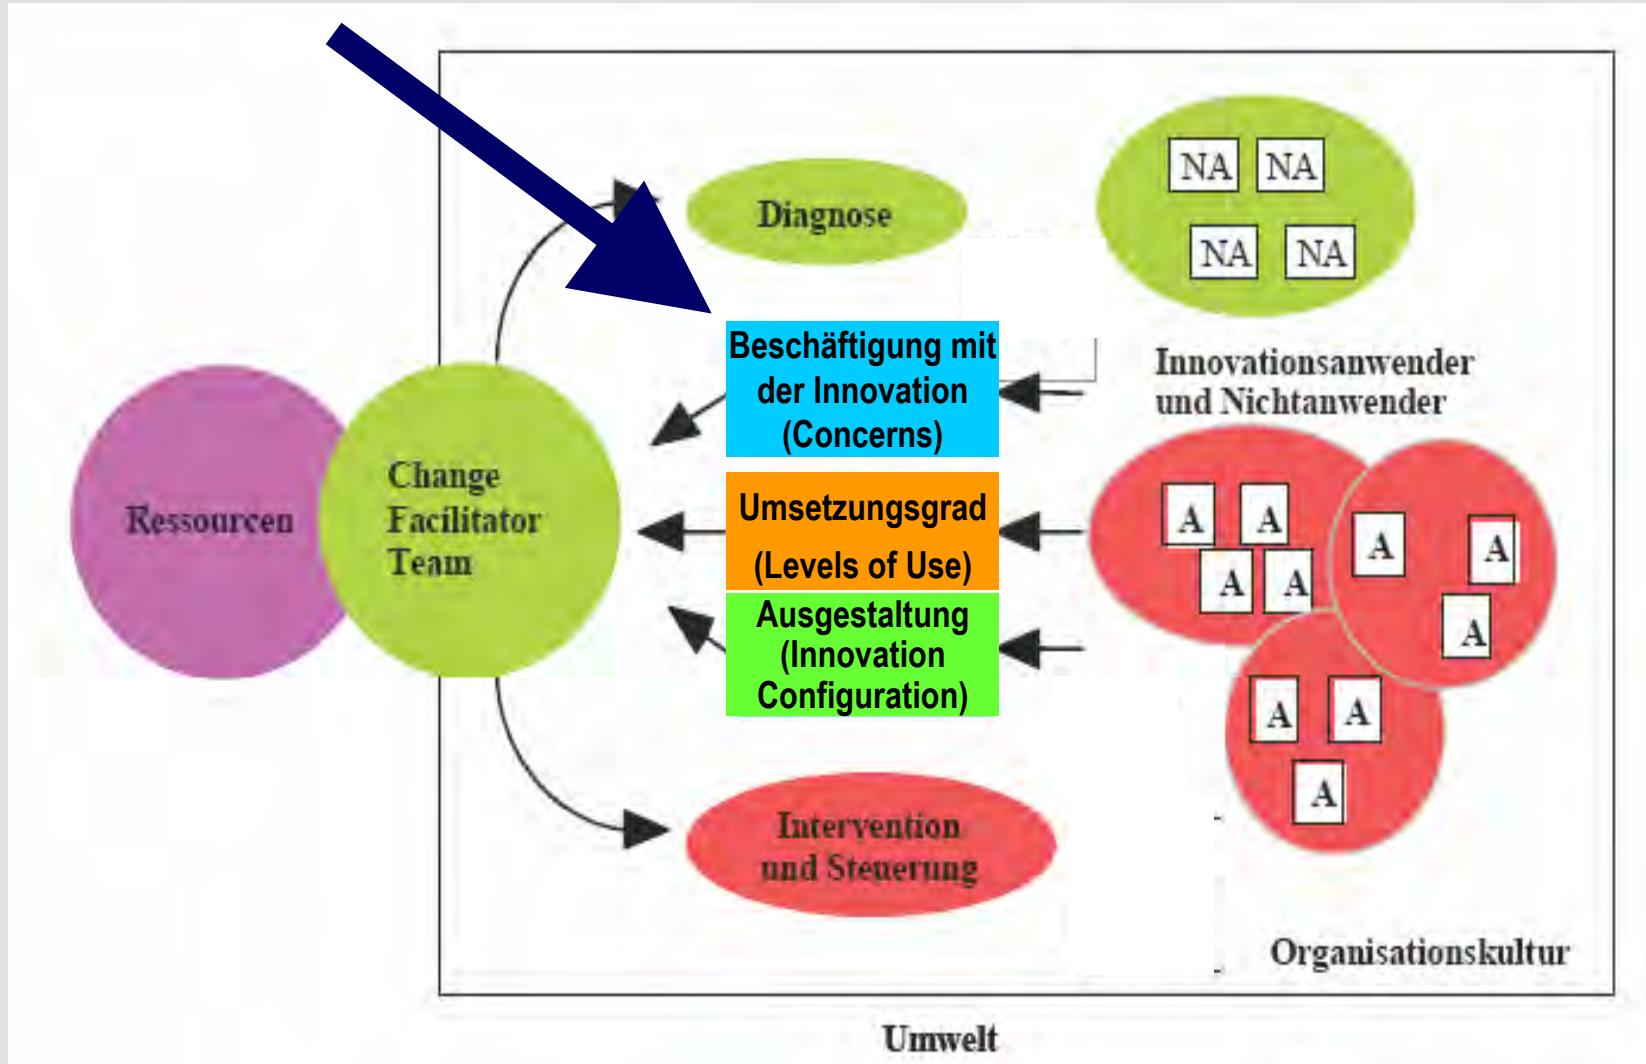 NA NA
Diagnose
NA NA
Beschäftigung mit
der Innovation
(Concerns)
Innovationsanwender
und Nichtanwender
Ressourcen
Change
Facilitator
Team
Umsetzungsgrad
(Levels of Use)
A A
A A
A A
A
Ausgestaltung
(Innovation
Configuration)
A A
A
Intervention
und Steuerung
Organisationskultur
Umwelt